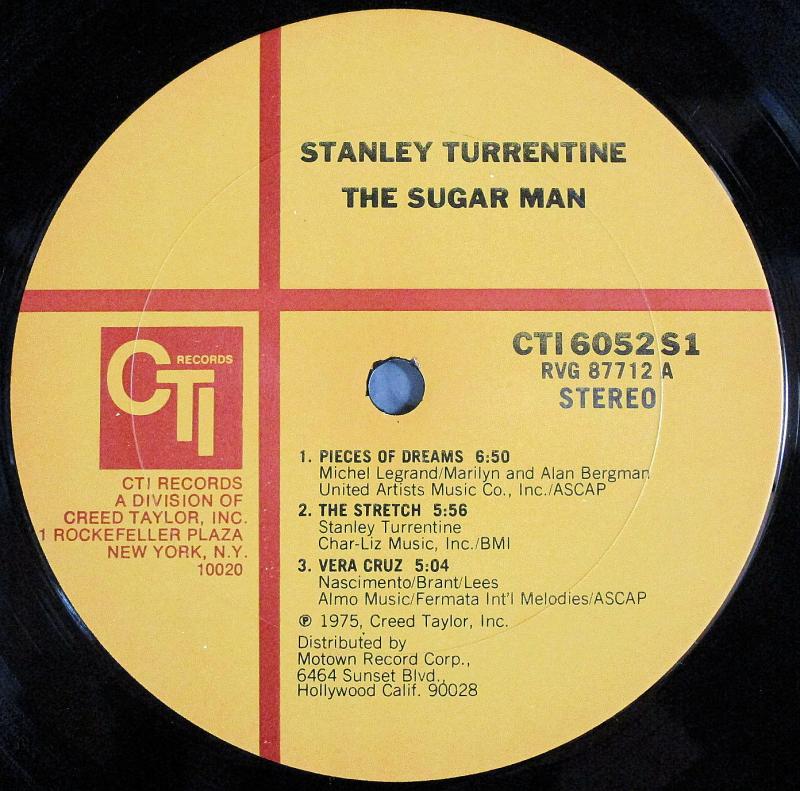 STANLEY TURRENTINE
THE SUGAR MAN
CTI RECORDS
CTI 6052 S1
RVG 87712 A
STEREO
CTI RECORDS
A DIVISION OF
CREED TAYLOR, INC.
1 ROCKEFELLER PLAZA
NEW YORK, N.Y.
10020
1. PIECES OF DREAMS 6:50
Michel Legrand/Marilyn and Alan Bergman
United Artists Music Co., Inc./ASCAP
2. THE STRETCH 5:56
Stanley Turrentine
Char-Liz Music, Inc./BMI
3. VERA CRUZ 5:04
Nascimento/Brant/Lees
Almo Music/Fermata Int'l Melodies/ASCAP
℗ 1975, Creed Taylor, Inc.
Distributed by
Motown Record Corp.,
6464 Sunset Blvd.,
Hollywood Calif. 90028